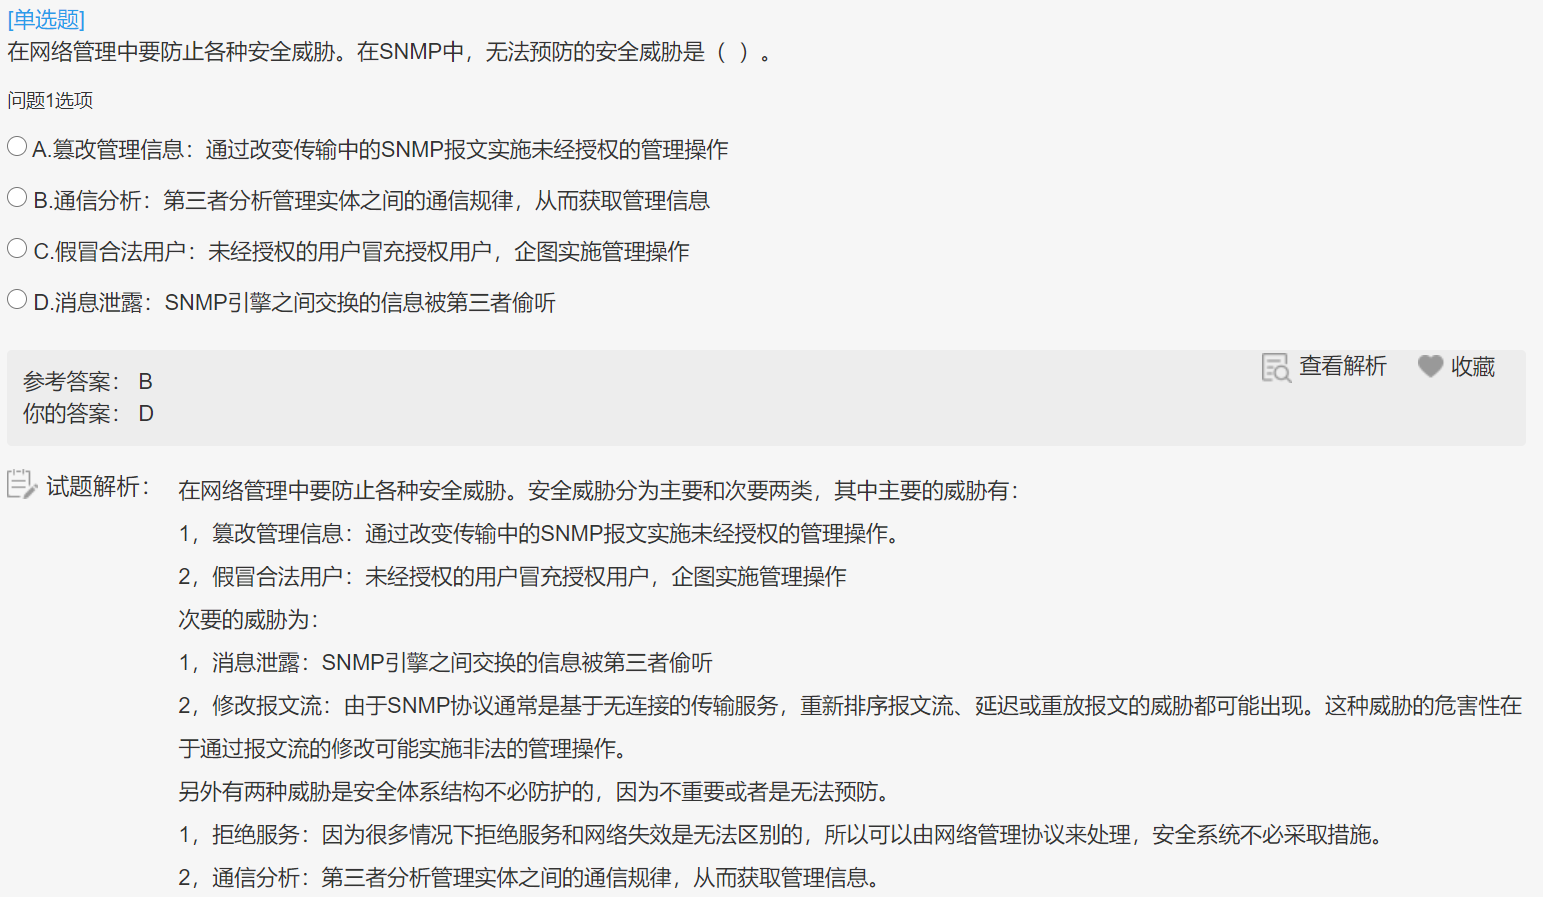 [单选题]
在网络管理中要防止各种安全威胁。在SNMP中，无法预防的安全威胁是（ ）。
问题1选项
A.篡改管理信息：通过改变传输中的SNMP报文实施未经授权的管理操作
B.通信分析：第三者分析管理实体之间的通信规律，从而获取管理信息
C.假冒合法用户：未经授权的用户冒充授权用户，企图实施管理操作
D.消息泄露：SNMP引擎之间交换的信息被第三者偷听
查看解析 收藏
参考答案： B
你的答案： D
试题解析： 在网络管理中要防止各种安全威胁。安全威胁分为主要和次要两类，其中主要的威胁有：
1，篡改管理信息：通过改变传输中的SNMP报文实施未经授权的管理操作。
2，假冒合法用户：未经授权的用户冒充授权用户，企图实施管理操作
次要的威胁为：
1，消息泄露：SNMP引擎之间交换的信息被第三者偷听
2，修改报文流：由于SNMP协议通常是基于无连接的传输服务，重新排序报文流、延迟或重放报文的威胁都可能出现。这种威胁的危害性在
于通过报文流的修改可能实施非法的管理操作。
另外有两种威胁是安全体系结构不必防护的，因为不重要或者是无法预防。
1，拒绝服务：因为很多情况下拒绝服务和网络失效是无法区别的，所以可以由网络管理协议来处理，安全系统不必采取措施。
2，通信分析：第三者分析管理实体之间的通信规律，从而获取管理信息。